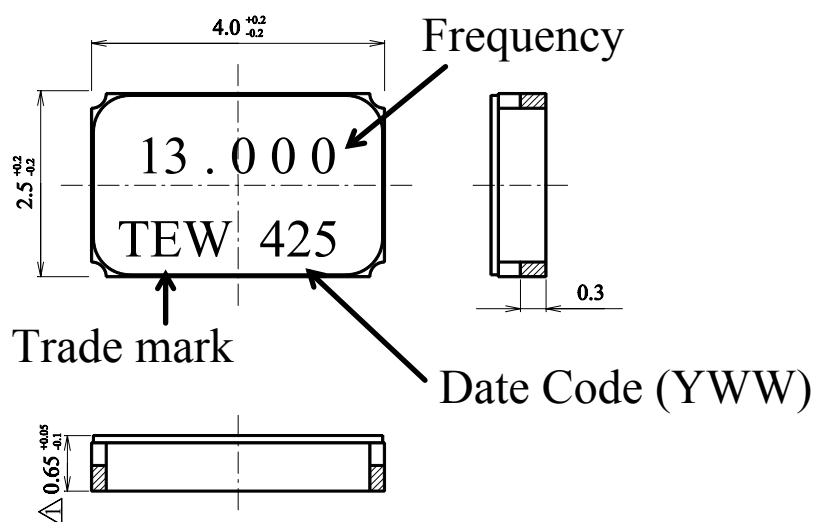 4.0 +0.2 -0.2
Frequency
2.5 +0.2 -0.2
13.000
TEW 425
0.3
Trade mark
Date Code (YWW)
0.65 +0.05 -0.1
1